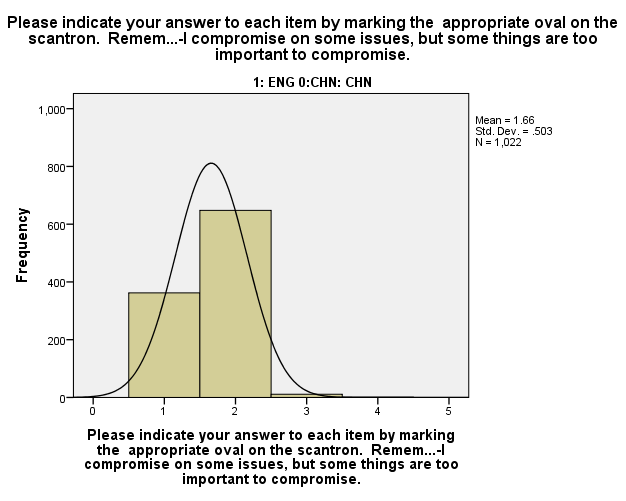 Please indicate your answer to each item by marking the  appropriate oval on the
scantron.  Remem...-I compromise on some issues, but some things are too
important to compromise.
1: ENG 0:CHN: CHN
Mean = 1.66
Std. Dev. = .503
N = 1,022
1,000
800
600
400
200
0
Frequency
0 1 2 3 4 5
Please indicate your answer to each item by marking
the  appropriate oval on the scantron.  Remem...-I
compromise on some issues, but some things are too
important to compromise.